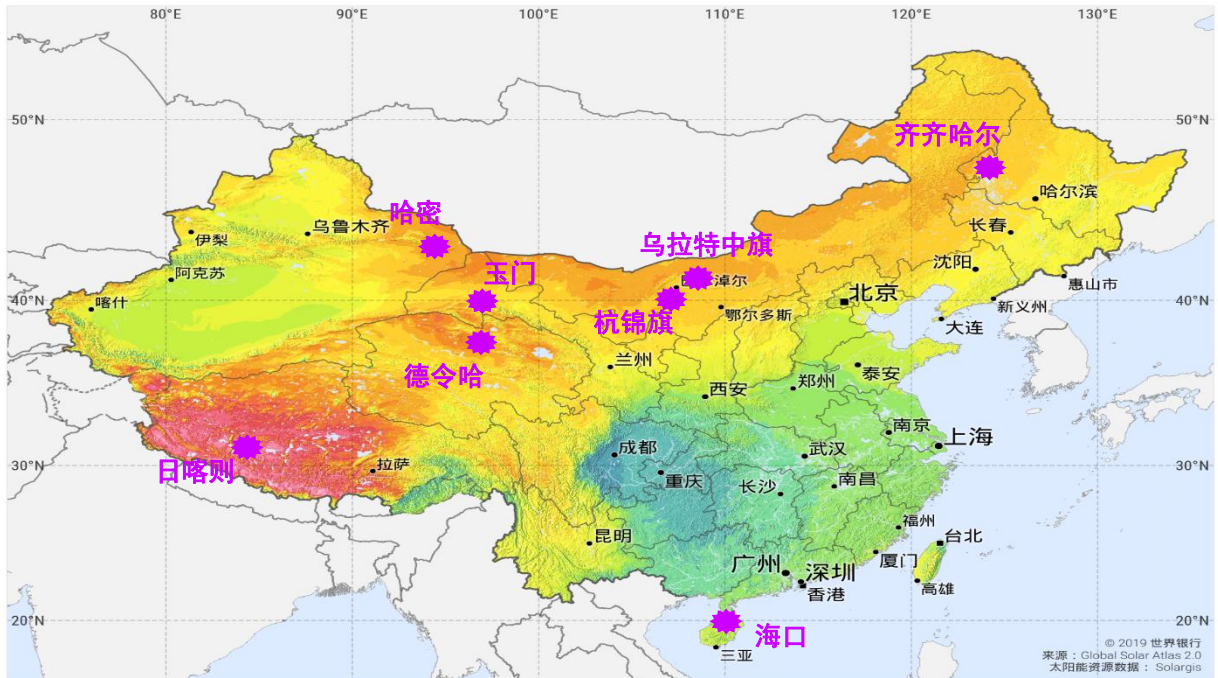 80°E
90°E
100°E
110°E
120°E
130°E
50°N
50°N
齐齐哈尔
哈尔滨
哈密
乌鲁木齐
伊梨
长春
乌拉特中旗
阿克苏
玉门
淖尔
沈阳
惠山市
喀什
40°N
北京
40°N
杭锦旗
鄂尔多斯
新义州
大连
德令哈
兰州
泰安
西安
郑州
南京
上海
成都
武汉
日喀则
拉萨
30°N
30°N
重庆
长沙
南昌
昆明
福州
台北
广州
深圳
厦门
香港
高雄
20°N
20°N
海口
三亚
© 2019 世界银行
来源：Global Solar Atlas 2.0
太阳能资源数据：Solargis